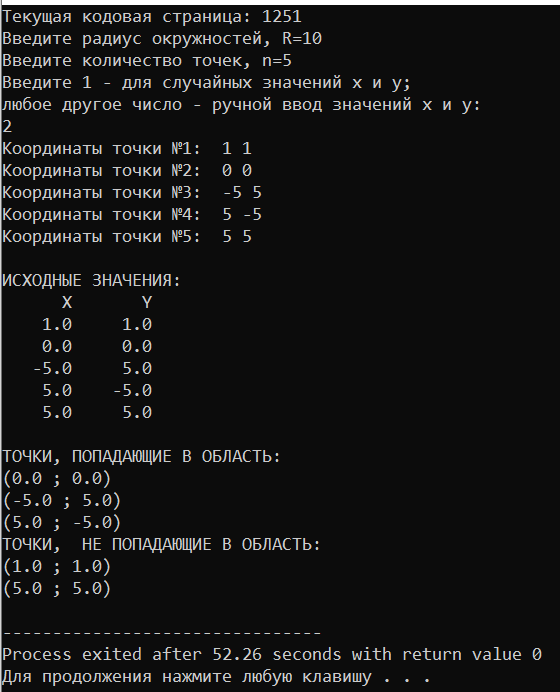 Текущая кодовая страница: 1251
Введите радиус окружностей, R=10
Введите количество точек, n=5
Введите 1 - для случайных значений x и y;
любое другое число - ручной ввод значений x и y:
2
Координаты точки №1:  1 1
Координаты точки №2:  0 0
Координаты точки №3:  -5 5
Координаты точки №4:  5 -5
Координаты точки №5:  5 5

ИСХОДНЫЕ ЗНАЧЕНИЯ:
      X       Y
    1.0     1.0
    0.0     0.0
   -5.0     5.0
    5.0    -5.0
    5.0     5.0

ТОЧКИ, ПОПАДАЮЩИЕ В ОБЛАСТЬ:
(0.0 ; 0.0)
(-5.0 ; 5.0)
(5.0 ; -5.0)
ТОЧКИ,  НЕ ПОПАДАЮЩИЕ В ОБЛАСТЬ:
(1.0 ; 1.0)
(5.0 ; 5.0)

--------------------------------
Process exited after 52.26 seconds with return value 0
Для продолжения нажмите любую клавишу . . .